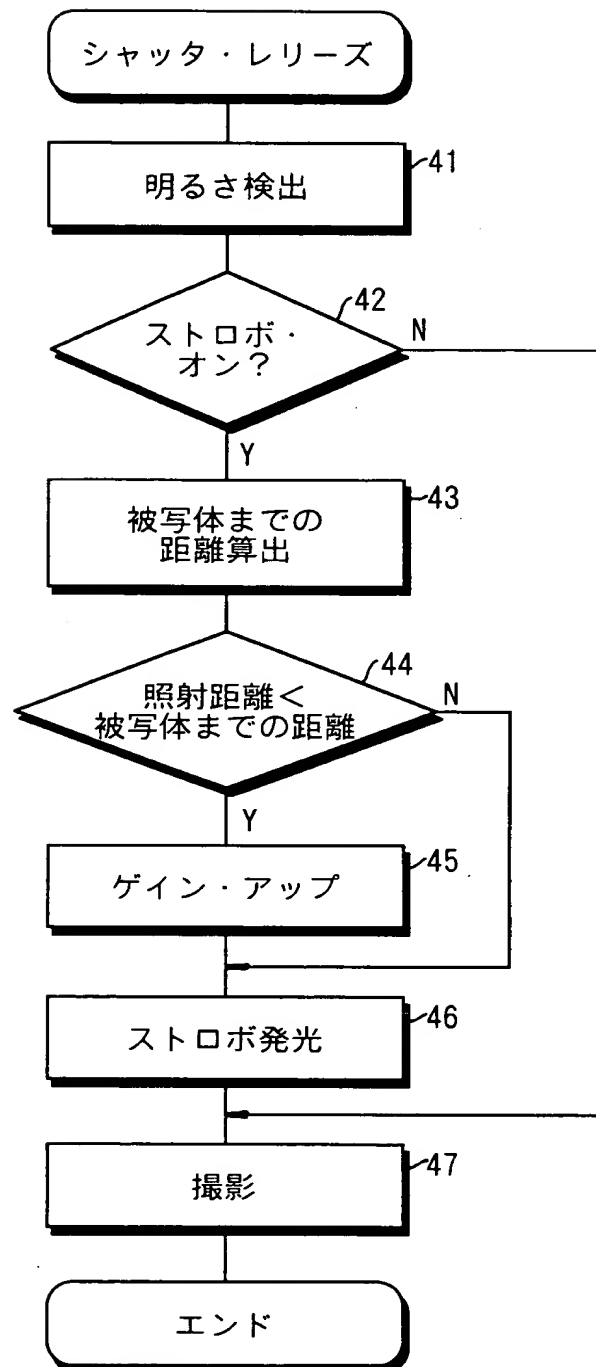 シャッタ・レリーズ
明るさ検出
41
ストロボ・
オン?
42
N
Y
被写体までの
距離算出
43
照射距離<
被写体までの距離
44
N
Y
ゲイン・アップ
45
ストロボ発光
46
撮影
47
エンド